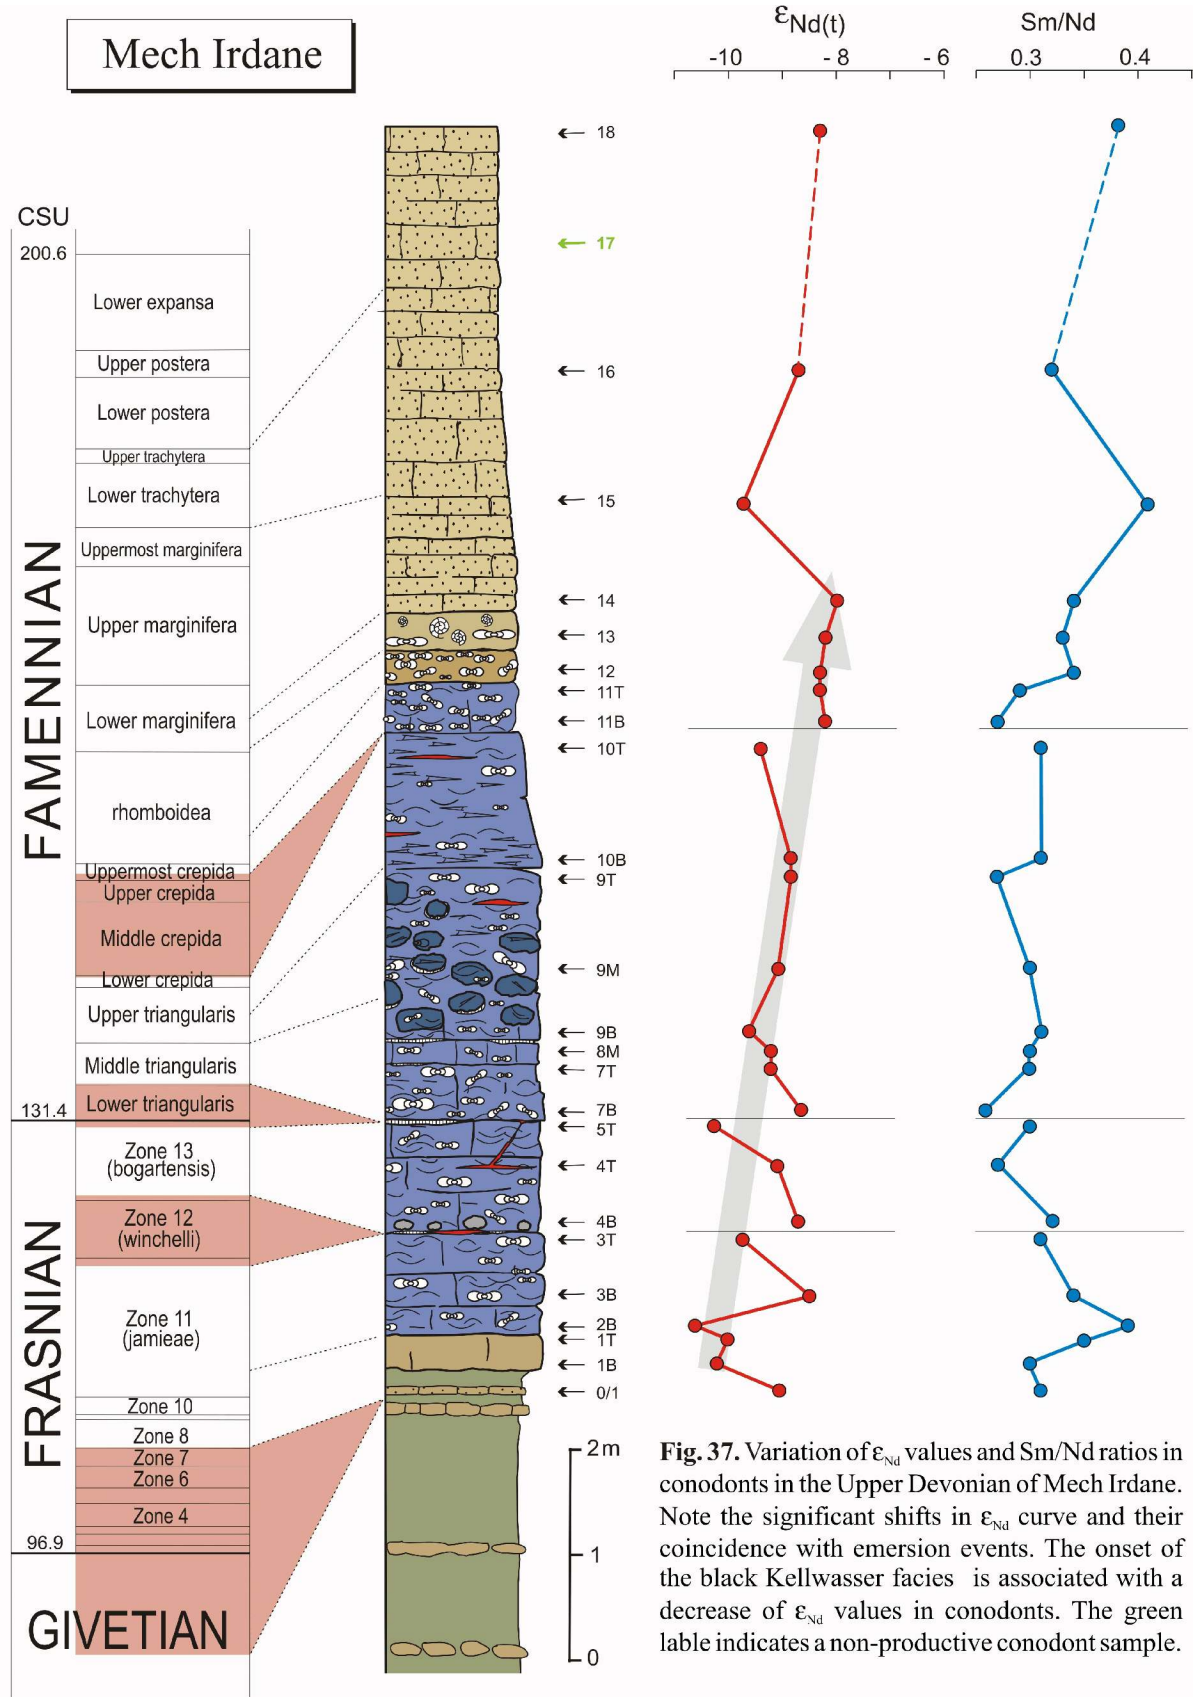 Mech Irdane
εNd(t)
Sm/Nd
-10
- 8
- 6
0.3
0.4
CSU
200.6
Lower expansa
Upper postera
Lower postera
Upper trachytera
Lower trachytera
Uppermost marginifera
Upper marginifera
Lower marginifera
rhomboidea
Uppermost crepida
Upper crepida
Middle crepida
Lower crepida
Upper triangularis
Middle triangularis
Lower triangularis
131.4
Zone 13
(bogartensis)
Zone 12
(winchelli)
Zone 11
(jamieae)
Zone 10
Zone 8
Zone 7
Zone 6
Zone 4
96.9
FAMENNIAN
FRASNIAN
GIVETIAN
18
17
16
15
14
13
12
11T
11B
10T
10B
9T
9M
9B
8M
7T
7B
5T
4T
4B
3T
3B
2B
1T
1B
0/1
2m
1
0
Fig. 37. Variation of εNd values and Sm/Nd ratios in
conodonts in the Upper Devonian of Mech Irdane.
Note the significant shifts in εNd curve and their
coincidence with emersion events. The onset of
the black Kellwasser facies is associated with a
decrease of εNd values in conodonts. The green
lable indicates a non-productive conodont sample.